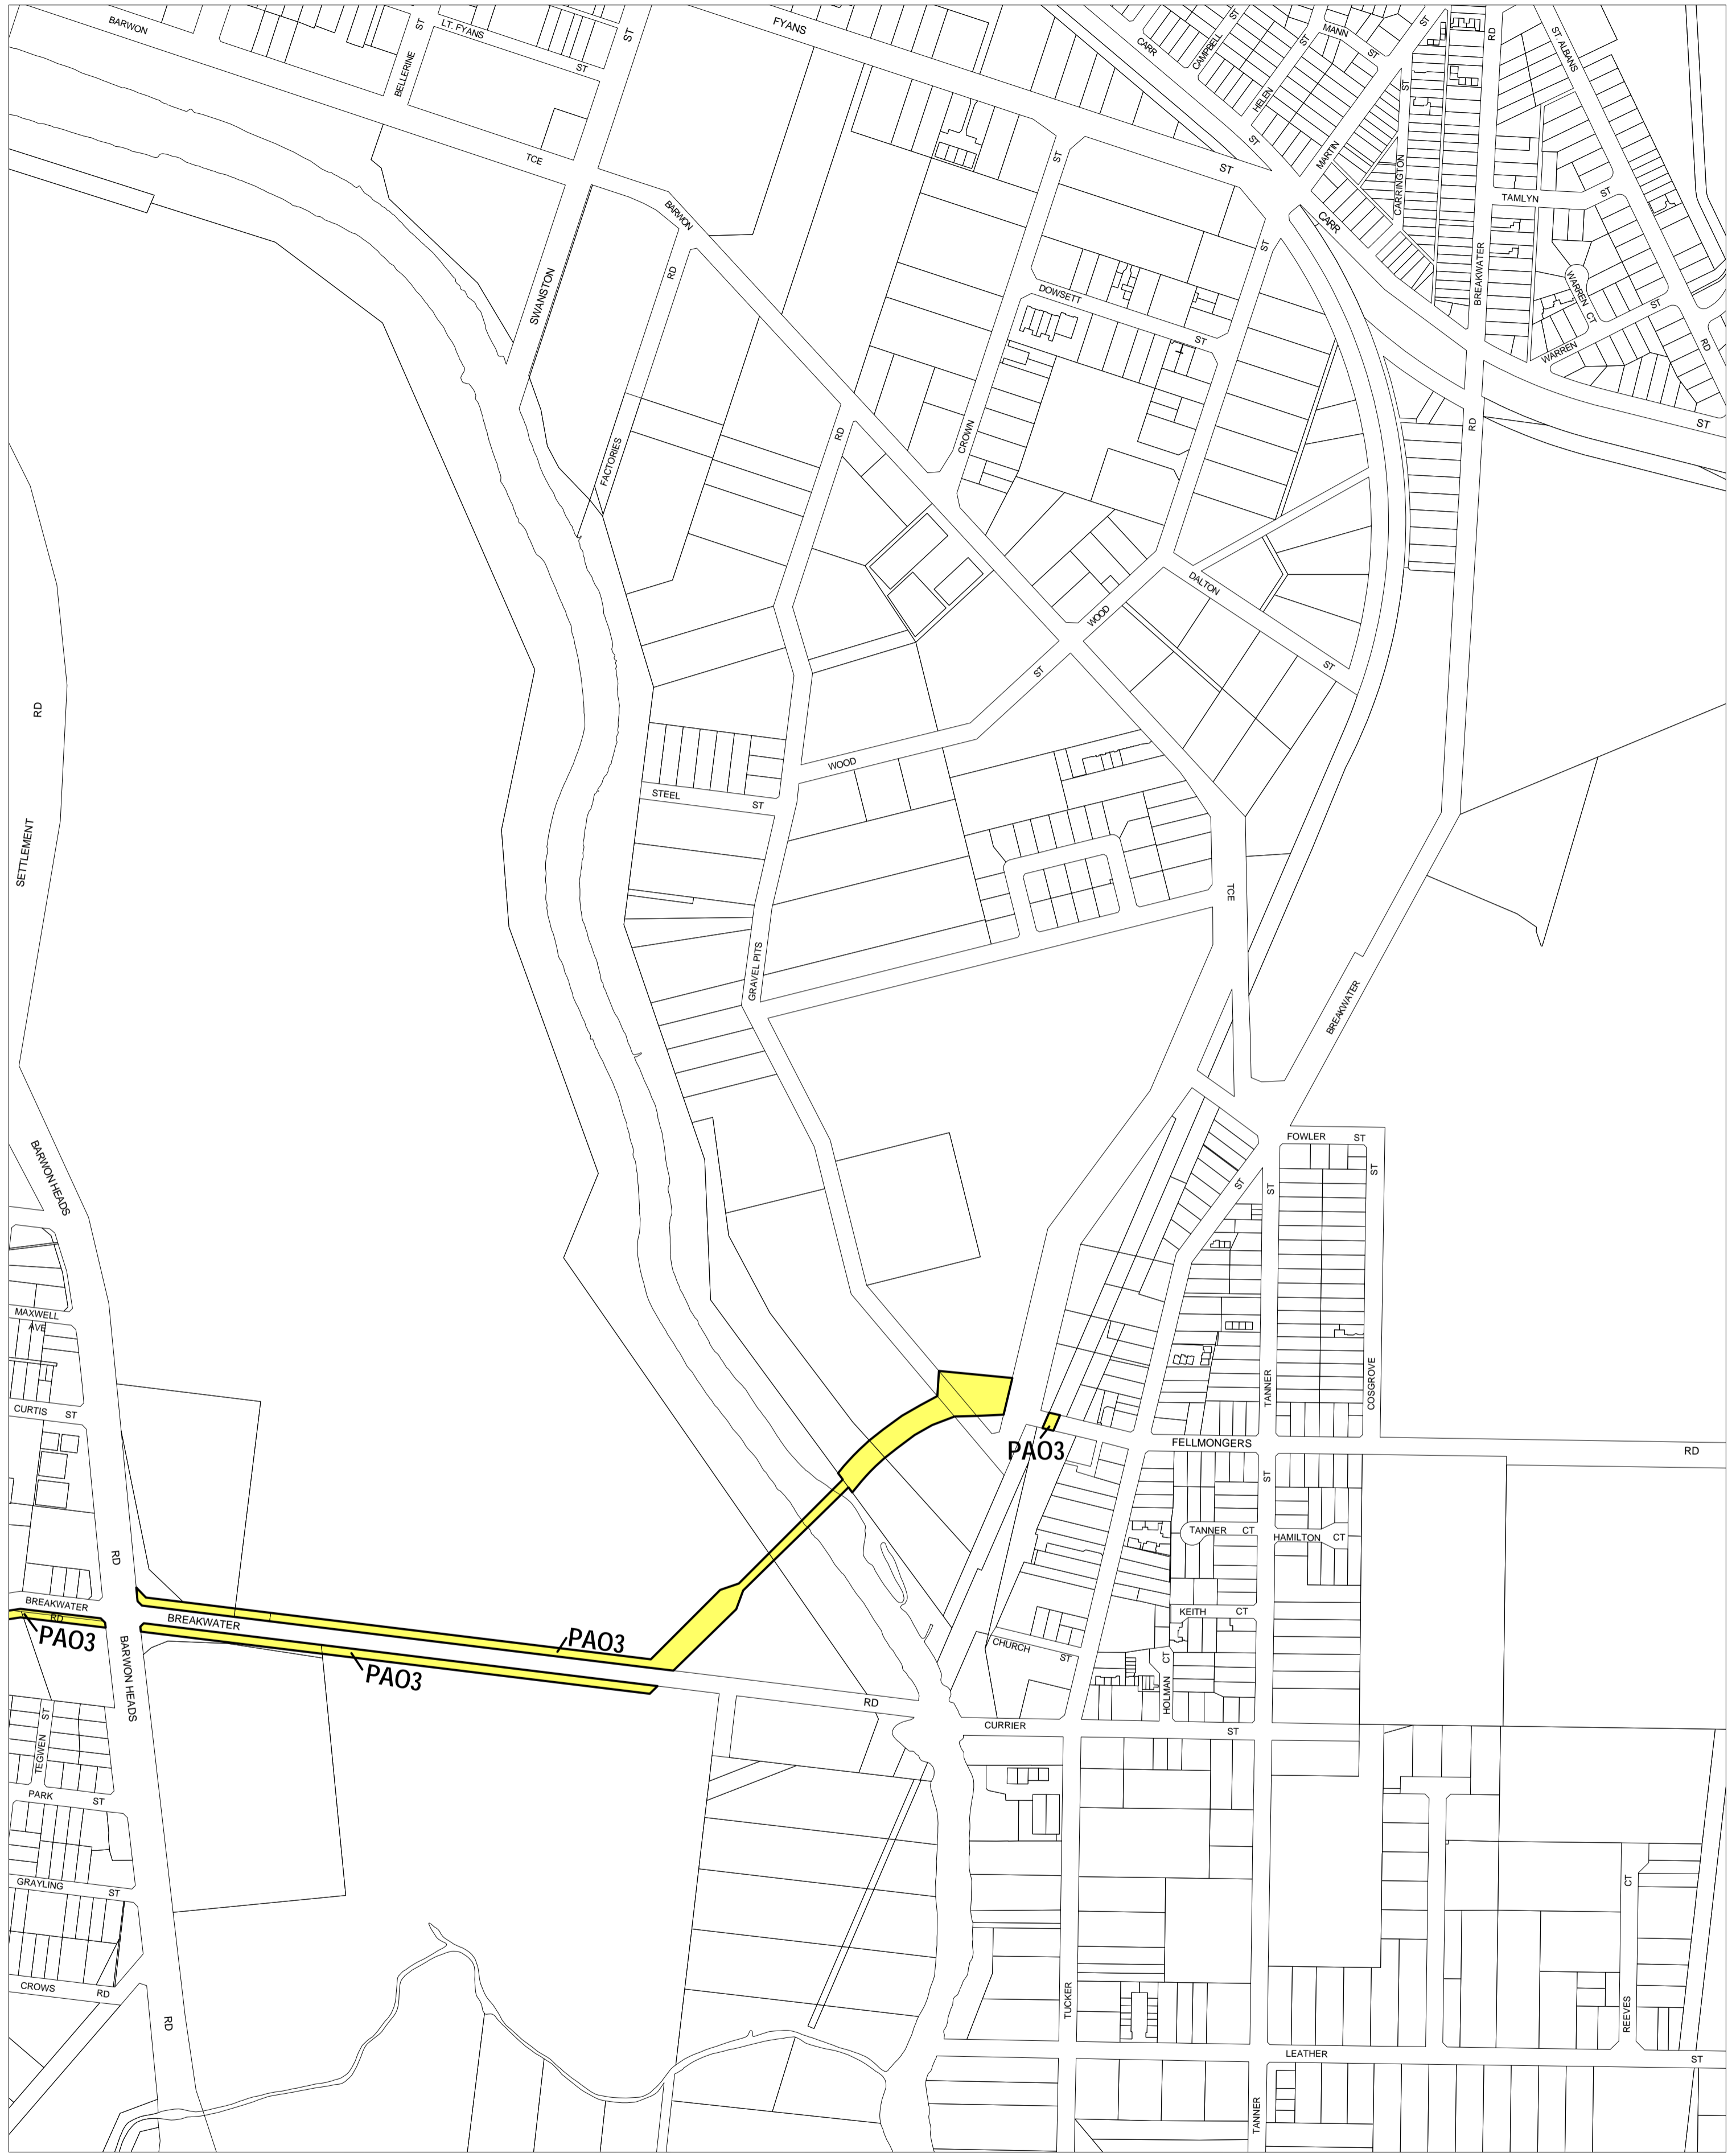 BARWON
BELLERINE
ST
LT. FYANS
ST
ST
TCE
FYANS
ST
CARR
ST
CAMPBELL
ST
HELEN
ST
MANN
ST
ST
MARTIN
ST
CARRINGTON
RD
ST. ALBANS
TAMLYN
ST
BARWON
SWANSTON
RD
FACTORIES
ST
ST
DOWSETT
ST
CROWN
CARR
BREAKWATER
WARREN
CT
ST
WARREN
RD
ST
RD
RD
DALTON
ST
WOOD
ST
WOOD
STEEL
ST
RD
SETTLEMENT
GRAVEL PITS
TCE
BREAKWATER
BARWON HEADS
FOWLER ST
ST
ST
ST
MAXWELL
AVE
CURTIS ST
TANNER
COSGROVE
PAO3
FELLMONGERS
RD
ST
TANNER CT
HAMILTON CT
RD
BREAKWATER
RD
PAO3
BREAKWATER
PAO3
PAO3
KEITH CT
CHURCH
ST
HOLMAN
CT
BARWON HEADS
RD
CURRIER
ST
TEGWEN
ST
PARK
ST
GRAYLING
ST
CROWS
RD
RD
TUCKER
REEVES
CT
LEATHER
ST
TANNER